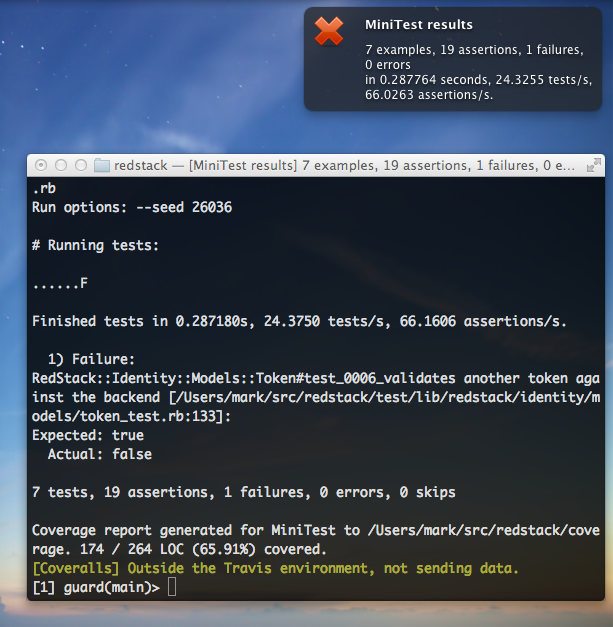 MiniTest results
7 examples, 19 assertions, 1 failures,
0 errors
in 0.287764 seconds, 24.3255 tests/s,
66.0263 assertions/s.
redstack — [MiniTest results] 7 examples, 19 assertions, 1 failures, 0 e...
.rb
Run options: --seed 26036
# Running tests:
......F
Finished tests in 0.287180s, 24.3750 tests/s, 66.1606 assertions/s.
1) Failure:
RedStack::Identity::Models::Token#test_0006_validates another token aga
inst the backend [/Users/mark/src/redstack/test/lib/redstack/identity/m
odels/token_test.rb:133]:
Expected: true
Actual: false
7 tests, 19 assertions, 1 failures, 0 errors, 0 skips
Coverage report generated for MiniTest to /Users/mark/src/redstack/cove
rage. 174 / 264 LOC (65.91%) covered.
[Coveralls] Outside the Travis environment, not sending data.
[1] guard(main)>